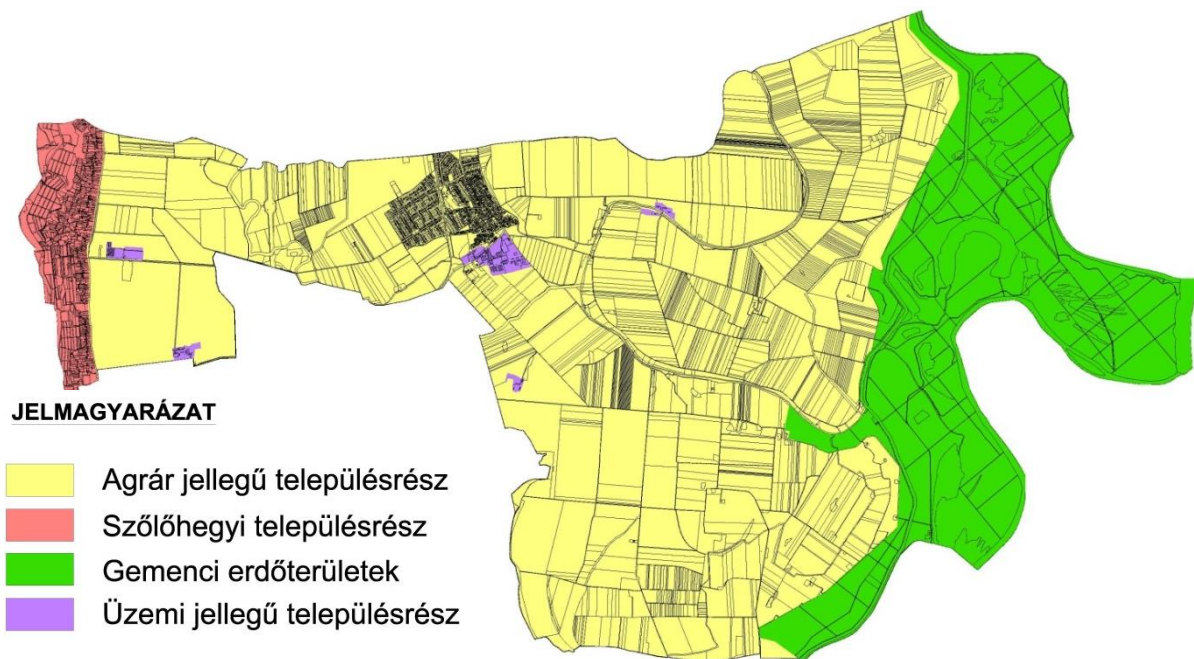 JELMAGYARÁZAT
Agrár jellegű településrész
Szőlőhegyi településrész
Gemenci erdőterületek
Üzemi jellegű településrész